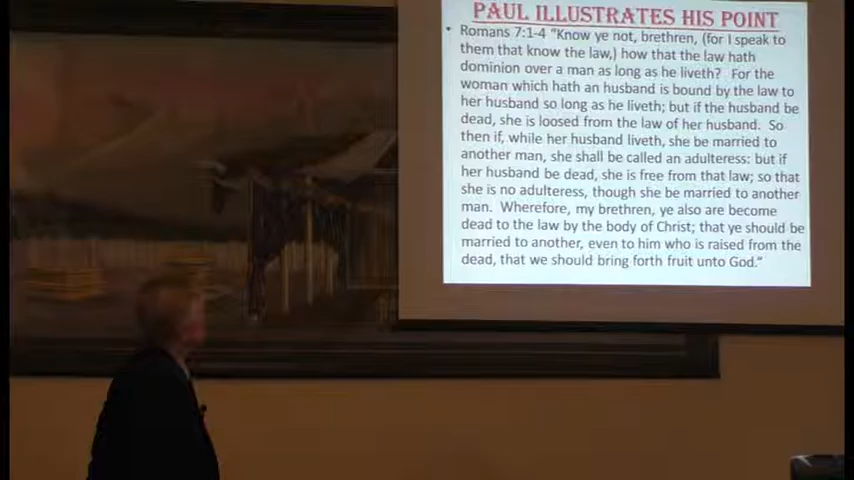 PAUL ILLUSTRATES HIS POINT
• Romans 7:1-4 "Know ye not, brethren, (for I speak to
them that know the law,) how that the law hath
dominion over a man as long as he liveth? For the
woman which hath an husband is bound by the law to
her husband so long as he liveth; but if the husband be
dead, she is loosed from the law of her husband. So
then if, while her husband liveth, she be married to
another man, she shall be called an adulteress: but if
her husband be dead, she is free from that law; so that
she is no adulteress, though she be married to another
man. Wherefore, my brethren, ye also are become
dead to the law by the body of Christ; that ye should be
married to another, even to him who is raised from the
dead, that we should bring forth fruit unto God."